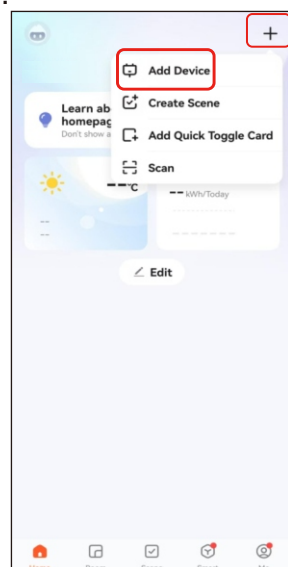 Add Device
Create Scene
Add Quick Toggle Card
Scan
Learn ab
homepag
Don't show a
--°C
-- kWh/Today
--
--
Edit